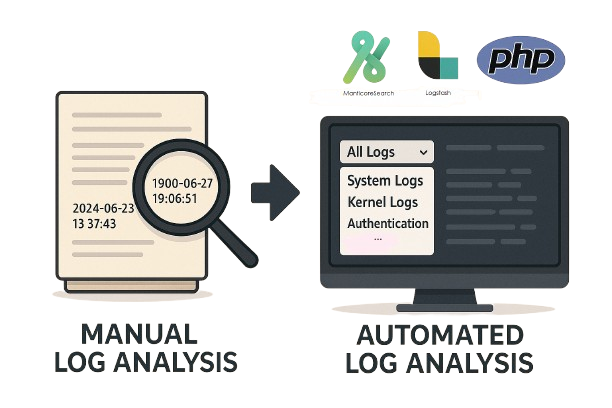 ManticoreSearch
Logstash
php
1900-06-27
19:06:51
2024-06-23
13 37:43
All Logs
System Logs
Kernel Logs
Authentication
...
MANUAL
LOG ANALYSIS
AUTOMATED
LOG ANALYSIS